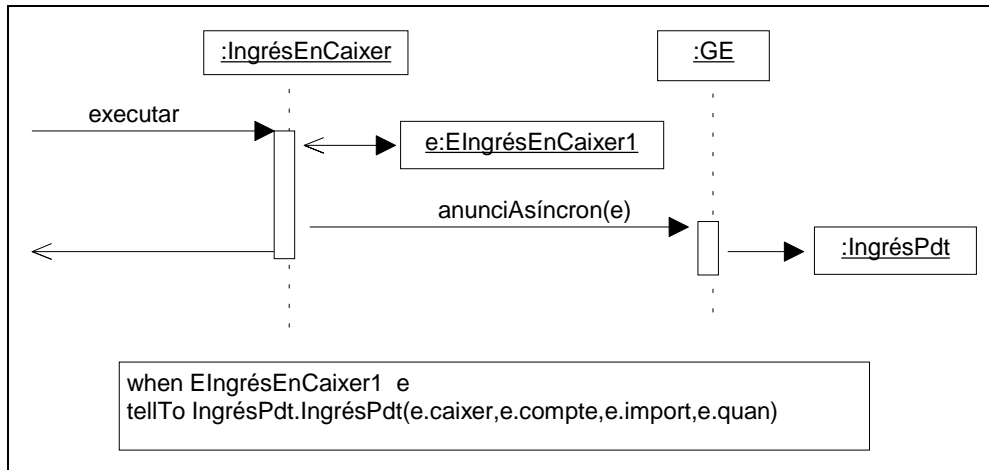 :IngrésEnCaixer
:GE
executar
e:EIngrésEnCaixer1
anunciAsíncron(e)
:IngrésPdt
when EIngrésEnCaixer1 e
tellTo IngrésPdt.IngrésPdt(e.caixer,e.compte,e.import,e.quan)